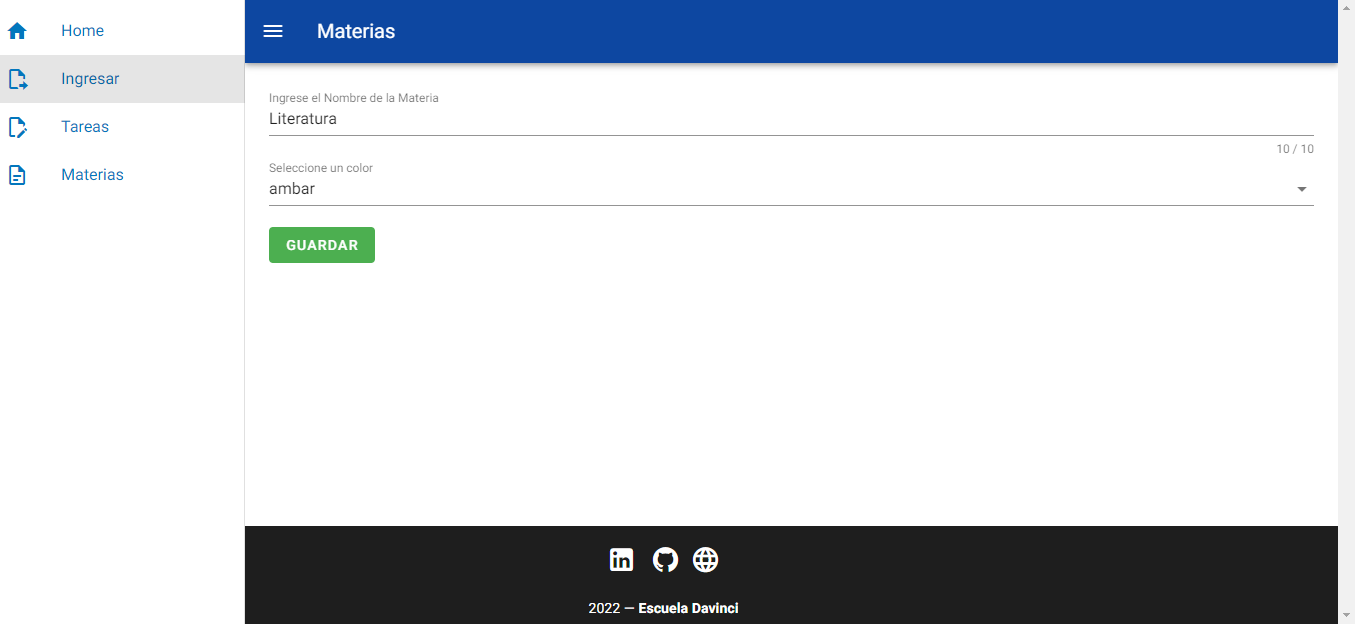 Home
Ingresar
Tareas
Materias
Materias
Ingrese el Nombre de la Materia
Literatura
10 / 10
Seleccione un color
ambar
GUARDAR
in
2022 — Escuela Davinci